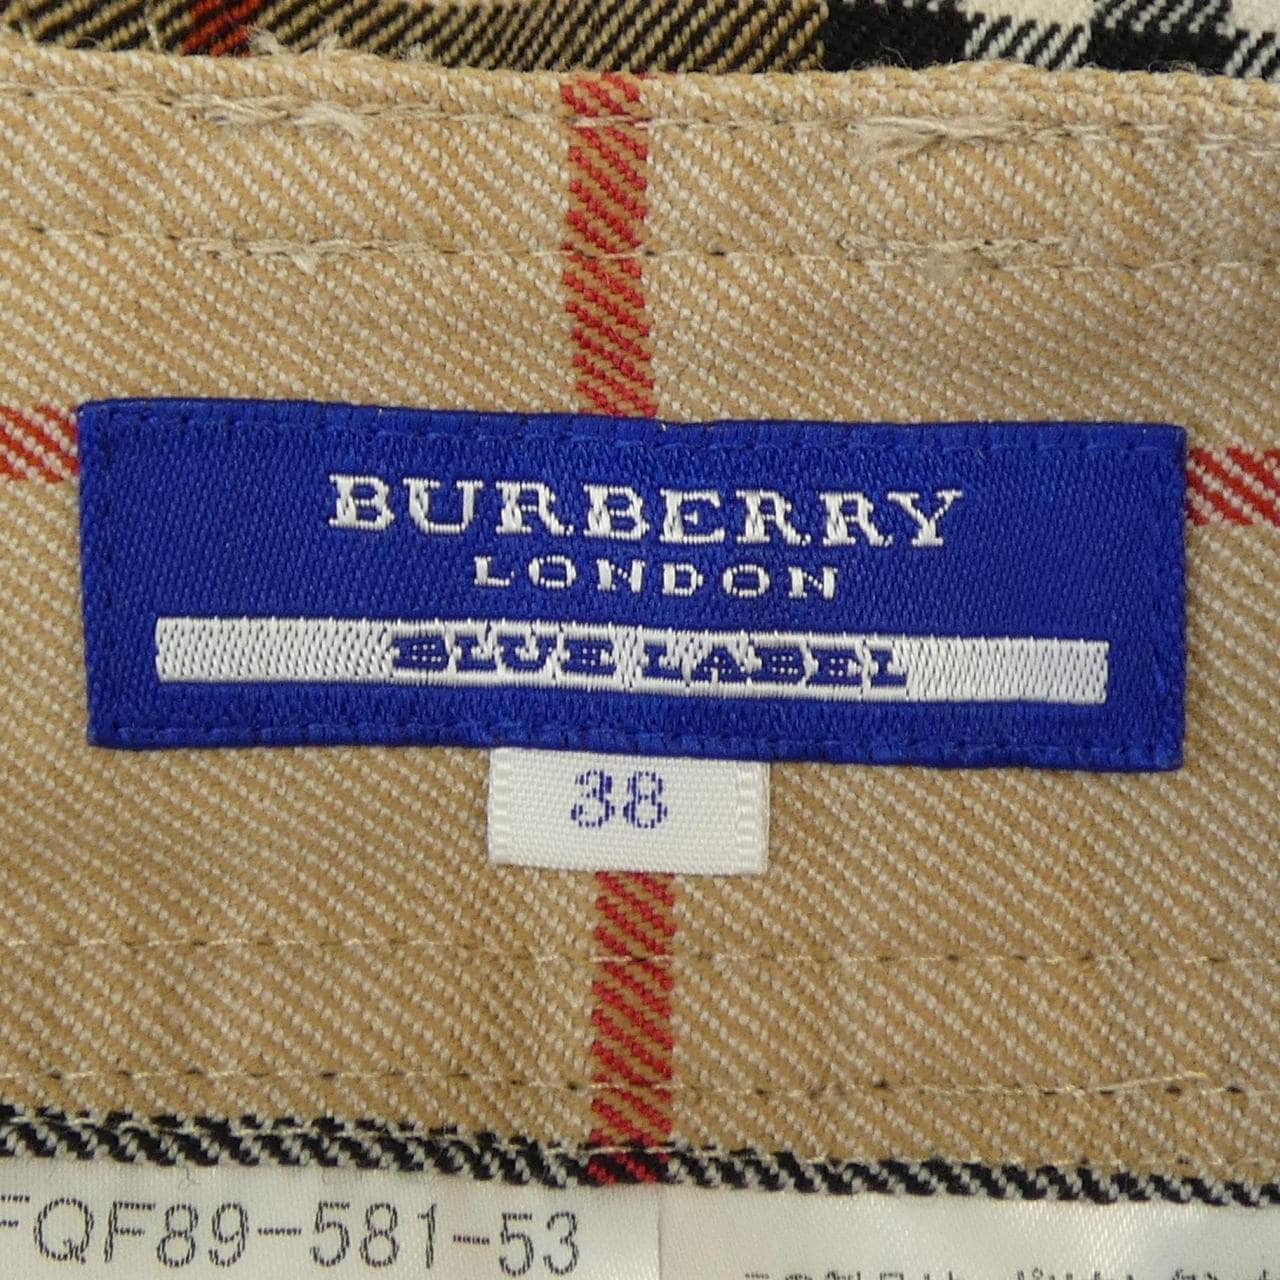 BURBERRY
LONDON
BLUE LABEL
38
FQF89-581-53